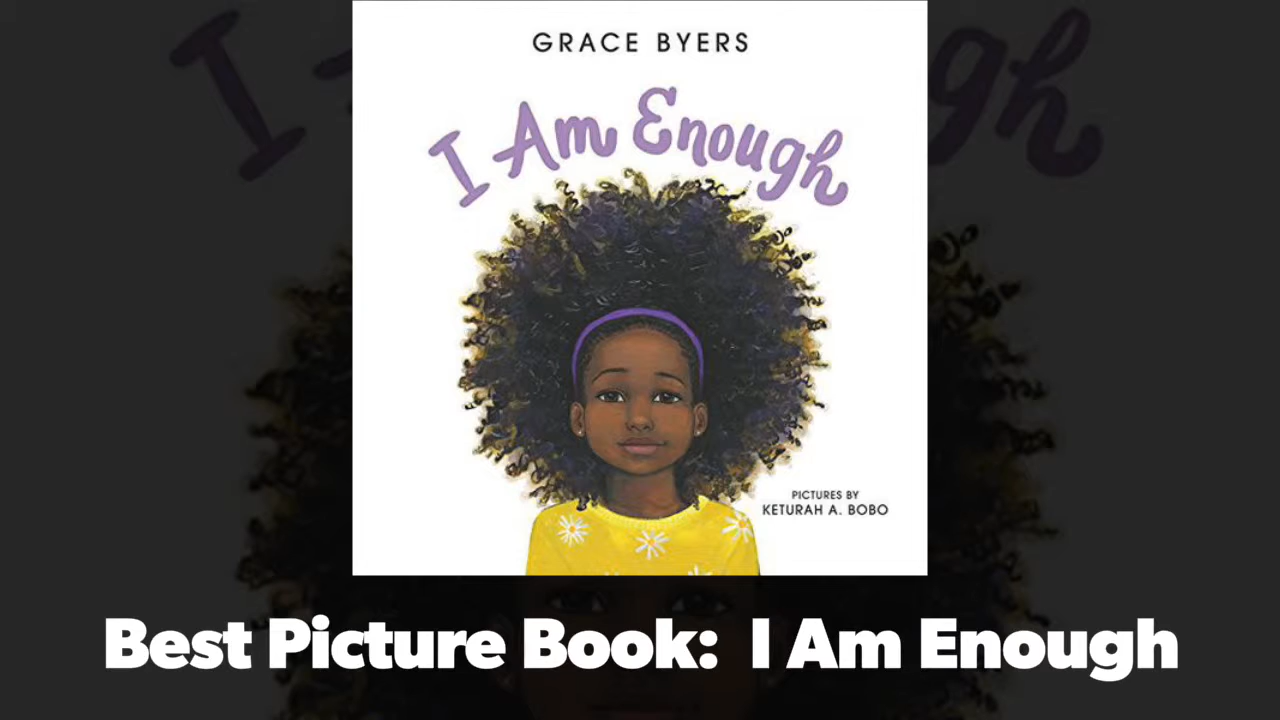 GRACE BYERS
I Am Enough
PICTURES BY
KETURAH A. BOBO
Best Picture Book: I Am Enough